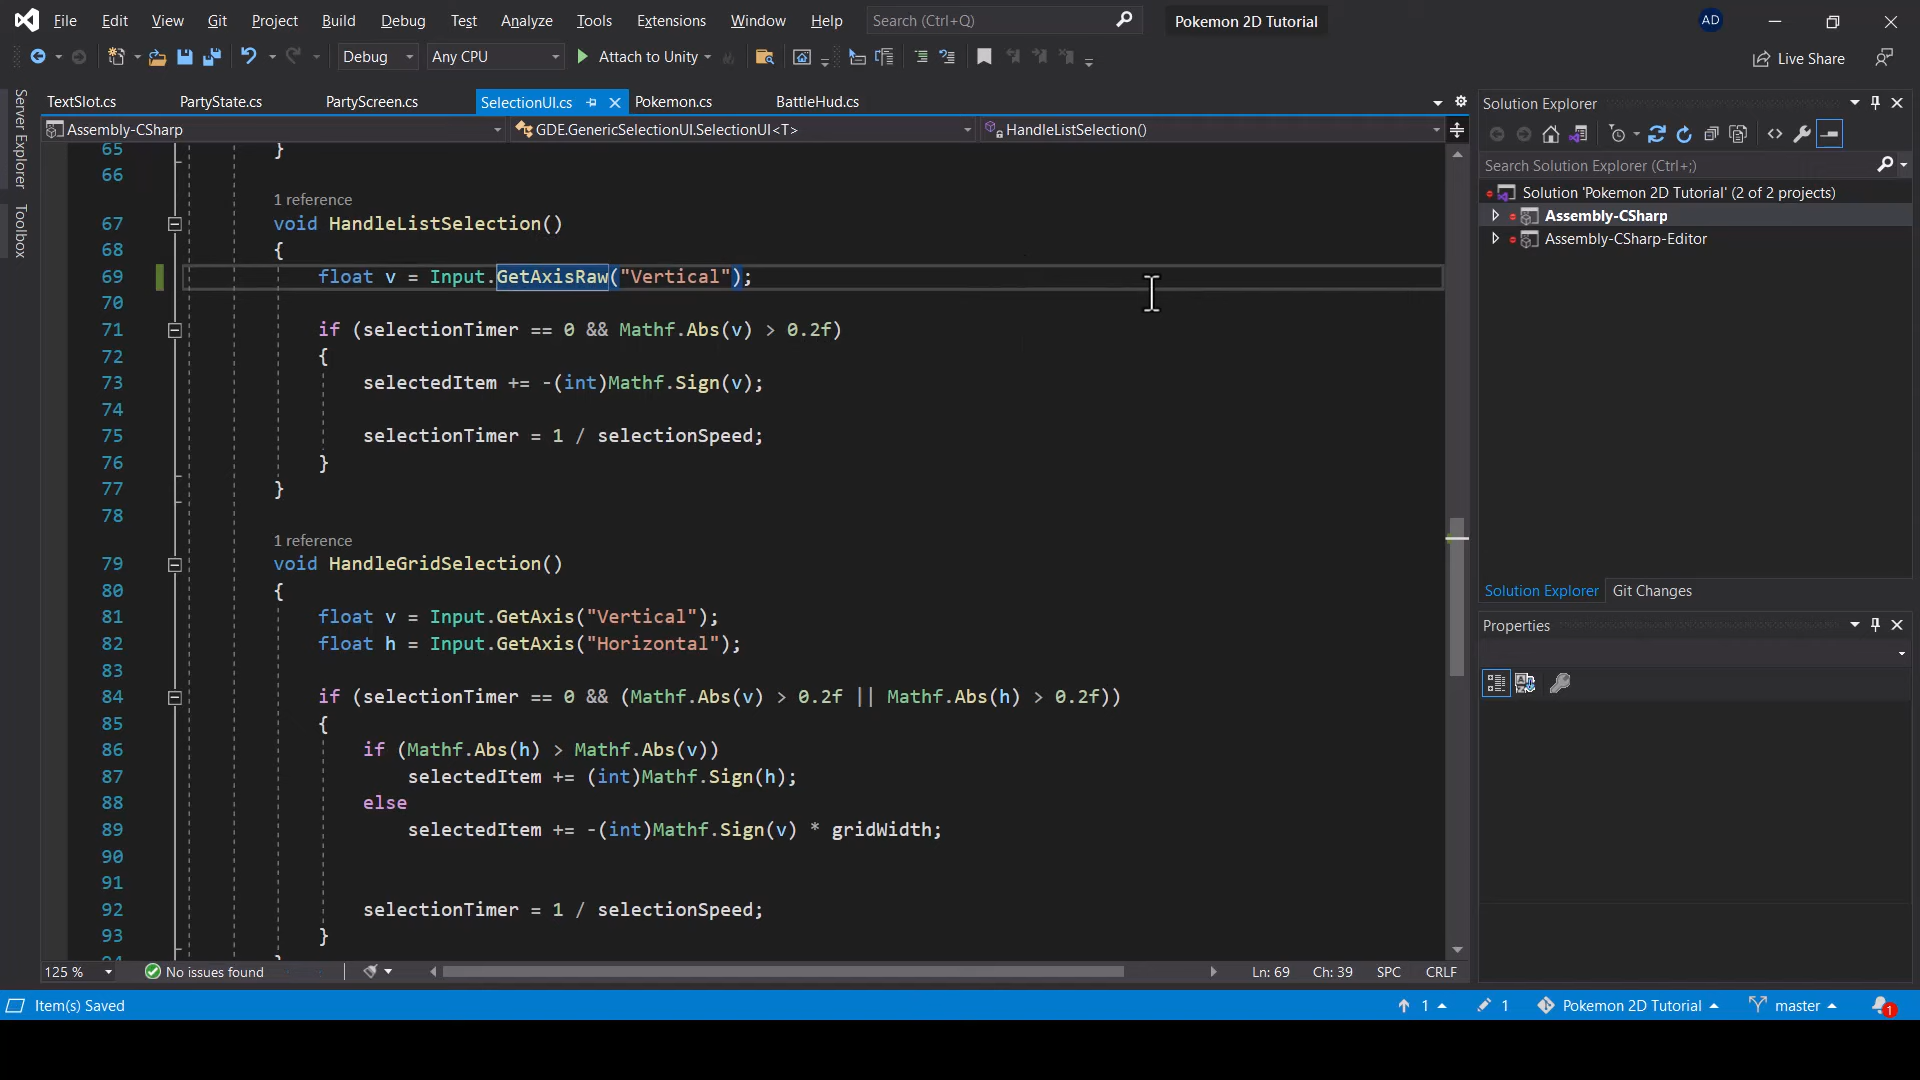 File Edit View Git Project Build Debug Test Analyze Tools Extensions Window Help Search (Ctrl+Q) Pokemon 2D Tutorial AD
Debug Any CPU Attach to Unity Live Share
Server Explorer
Toolbox
TextSlot.cs PartyState.cs PartyScreen.cs SelectionUI.cs Pokemon.cs BattleHud.cs
Assembly-CSharp GDE.GenericSelectionUI.SelectionUI<T> HandleListSelection()
65 }
66
1 reference
67 void HandleListSelection()
68 {
69 float v = Input.GetAxisRaw("Vertical");
70
71 if (selectionTimer == 0 && Mathf.Abs(v) > 0.2f)
72 {
73 selectedItem += -(int)Mathf.Sign(v);
74
75 selectionTimer = 1 / selectionSpeed;
76 }
77 }
78
1 reference
79 void HandleGridSelection()
80 {
81 float v = Input.GetAxis("Vertical");
82 float h = Input.GetAxis("Horizontal");
83
84 if (selectionTimer == 0 && (Mathf.Abs(v) > 0.2f || Mathf.Abs(h) > 0.2f))
85 {
86 if (Mathf.Abs(h) > Mathf.Abs(v))
87 selectedItem += (int)Mathf.Sign(h);
88 else
89 selectedItem += -(int)Mathf.Sign(v) * gridWidth;
90
91
92 selectionTimer = 1 / selectionSpeed;
93 }
125 % No issues found Ln: 69 Ch: 39 SPC CRLF
Solution Explorer
Search Solution Explorer (Ctrl+;)
Solution 'Pokemon 2D Tutorial' (2 of 2 projects)
Assembly-CSharp
Assembly-CSharp-Editor
Solution Explorer Git Changes
Properties
Item(s) Saved 1 1 Pokemon 2D Tutorial master 1